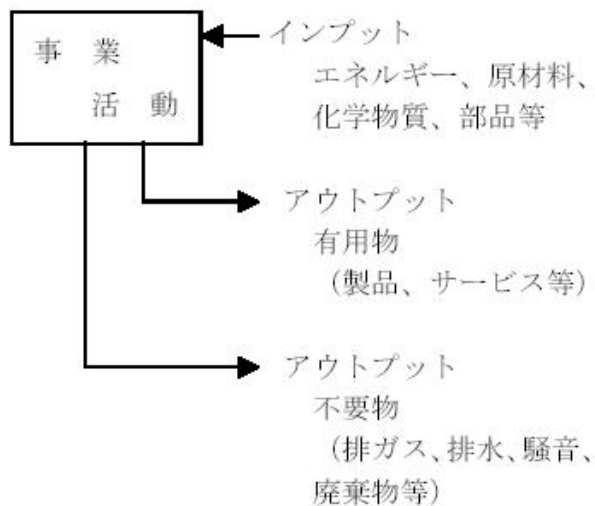 事業
活動
インプット
エネルギー、原材料、
化学物質、部品等
アウトプット
有用物
（製品、サービス等）
アウトプット
不要物
（排ガス、排水、騒音、
廃棄物等）